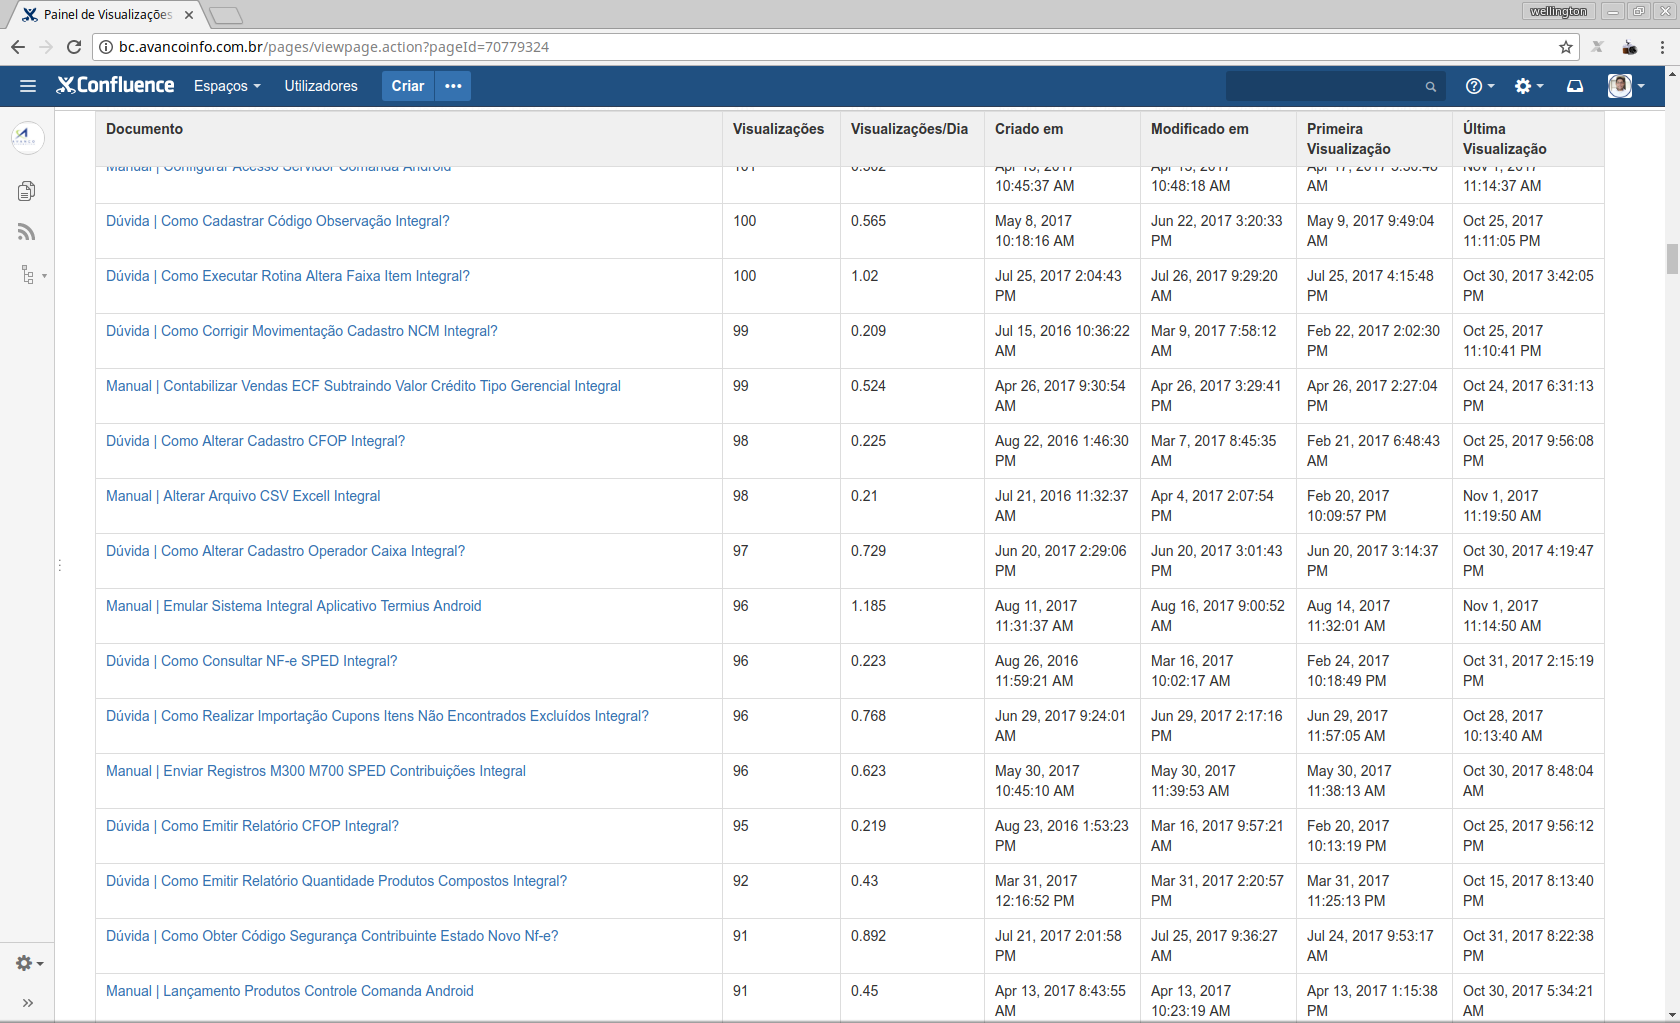 Painel de Visualizações
wellington
bc.avancoinfo.com.br/pages/viewpage.action?pageId=70779324
Confluence Espaços Utilizadores Criar
Documento Visualizações Visualizações/Dia Criado em Modificado em Primeira Última
Visualização Visualização
Manual | Configurar Acesso Servidor Comanda Android 101 0.502 Apr 13, 2017 Apr 13, 2017 Apr 17, 2017 Nov 1, 2017
10:45:37 AM 10:48:18 AM AM 11:14:37 AM
Dúvida | Como Cadastrar Código Observação Integral? 100 0.565 May 8, 2017 Jun 22, 2017 3:20:33 May 9, 2017 9:49:04 Oct 25, 2017
10:18:16 AM PM AM 11:11:05 PM
Dúvida | Como Executar Rotina Altera Faixa Item Integral? 100 1.02 Jul 25, 2017 2:04:43 Jul 26, 2017 9:29:20 Jul 25, 2017 4:15:48 Oct 30, 2017 3:42:05
PM AM PM PM
Dúvida | Como Corrigir Movimentação Cadastro NCM Integral? 99 0.209 Jul 15, 2016 10:36:22 Mar 9, 2017 7:58:12 Feb 22, 2017 2:02:30 Oct 25, 2017
AM AM PM 11:10:41 PM
Manual | Contabilizar Vendas ECF Subtraindo Valor Crédito Tipo Gerencial Integral 99 0.524 Apr 26, 2017 9:30:54 Apr 26, 2017 3:29:41 Apr 26, 2017 2:27:04 Oct 24, 2017 6:31:13
AM PM PM PM
Dúvida | Como Alterar Cadastro CFOP Integral? 98 0.225 Aug 22, 2016 1:46:30 Mar 7, 2017 8:45:35 Feb 21, 2017 6:48:43 Oct 25, 2017 9:56:08
PM AM AM PM
Manual | Alterar Arquivo CSV Excell Integral 98 0.21 Jul 21, 2016 11:32:37 Apr 4, 2017 2:07:54 Feb 20, 2017 Nov 1, 2017
AM PM 10:09:57 PM 11:19:50 AM
Dúvida | Como Alterar Cadastro Operador Caixa Integral? 97 0.729 Jun 20, 2017 2:29:06 Jun 20, 2017 3:01:43 Jun 20, 2017 3:14:37 Oct 30, 2017 4:19:47
PM PM PM PM
Manual | Emular Sistema Integral Aplicativo Termius Android 96 1.185 Aug 11, 2017 Aug 16, 2017 9:00:52 Aug 14, 2017 Nov 1, 2017
11:31:37 AM AM 11:32:01 AM 11:14:50 AM
Dúvida | Como Consultar NF-e SPED Integral? 96 0.223 Aug 26, 2016 Mar 16, 2017 Feb 24, 2017 Oct 31, 2017 2:15:19
11:59:21 AM 10:02:17 AM 10:18:49 PM PM
Dúvida | Como Realizar Importação Cupons Itens Não Encontrados Excluídos Integral? 96 0.768 Jun 29, 2017 9:24:01 Jun 29, 2017 2:17:16 Jun 29, 2017 Oct 28, 2017
AM PM 11:57:05 AM 10:13:40 AM
Manual | Enviar Registros M300 M700 SPED Contribuições Integral 96 0.623 May 30, 2017 May 30, 2017 May 30, 2017 Oct 30, 2017 8:48:04
10:45:10 AM 11:39:53 AM 11:38:13 AM AM
Dúvida | Como Emitir Relatório CFOP Integral? 95 0.219 Aug 23, 2016 1:53:23 Mar 16, 2017 9:57:21 Feb 20, 2017 Oct 25, 2017 9:56:12
PM AM 10:13:19 PM PM
Dúvida | Como Emitir Relatório Quantidade Produtos Compostos Integral? 92 0.43 Mar 31, 2017 Mar 31, 2017 2:20:57 Mar 31, 2017 Oct 15, 2017 8:13:40
12:16:52 PM PM 11:25:13 PM PM
Dúvida | Como Obter Código Segurança Contribuinte Estado Novo Nf-e? 91 0.892 Jul 21, 2017 2:01:58 Jul 25, 2017 9:36:27 Jul 24, 2017 9:53:17 Oct 31, 2017 8:22:38
PM AM AM PM
Manual | Lançamento Produtos Controle Comanda Android 91 0.45 Apr 13, 2017 8:43:55 Apr 13, 2017 Apr 13, 2017 1:15:38 Oct 30, 2017 5:34:21
AM 10:23:19 AM PM AM